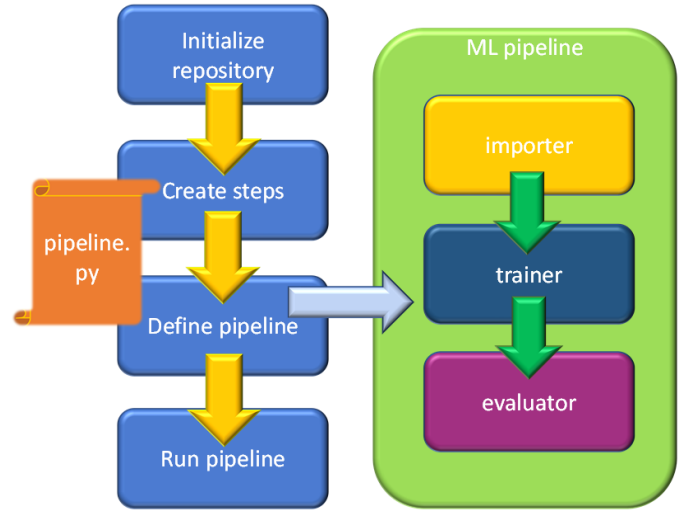 Initialize
repository
Create steps
pipeline.
py
Define pipeline
Run pipeline
ML pipeline
importer
trainer
evaluator